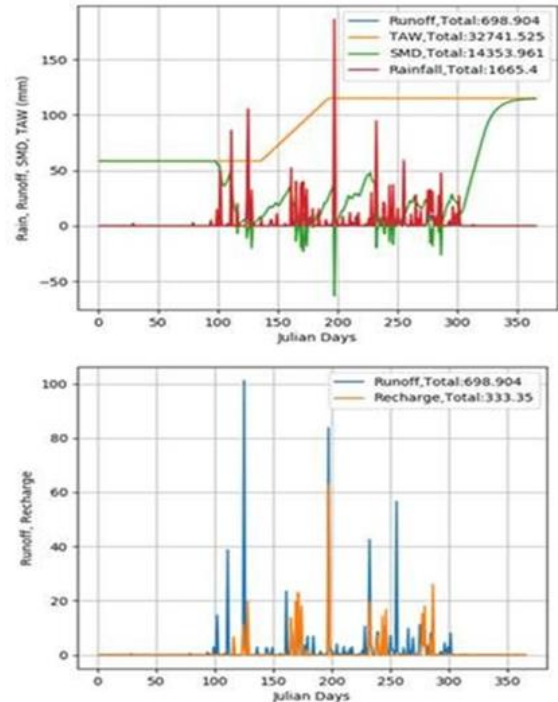 Runoff,Total:698.904
TAW,Total:32741.525
SMD,Total:14353.961
Rainfall,Total:1665.4
Rain, Runoff, SMD, TAW (mm)
150
100
50
0
−50
0 50 100 150 200 250 300 350
Julian Days
Runoff,Total:698.904
Recharge,Total:333.35
Runoff, Recharge
100
80
60
40
20
0
0 50 100 150 200 250 300 350
Julian Days